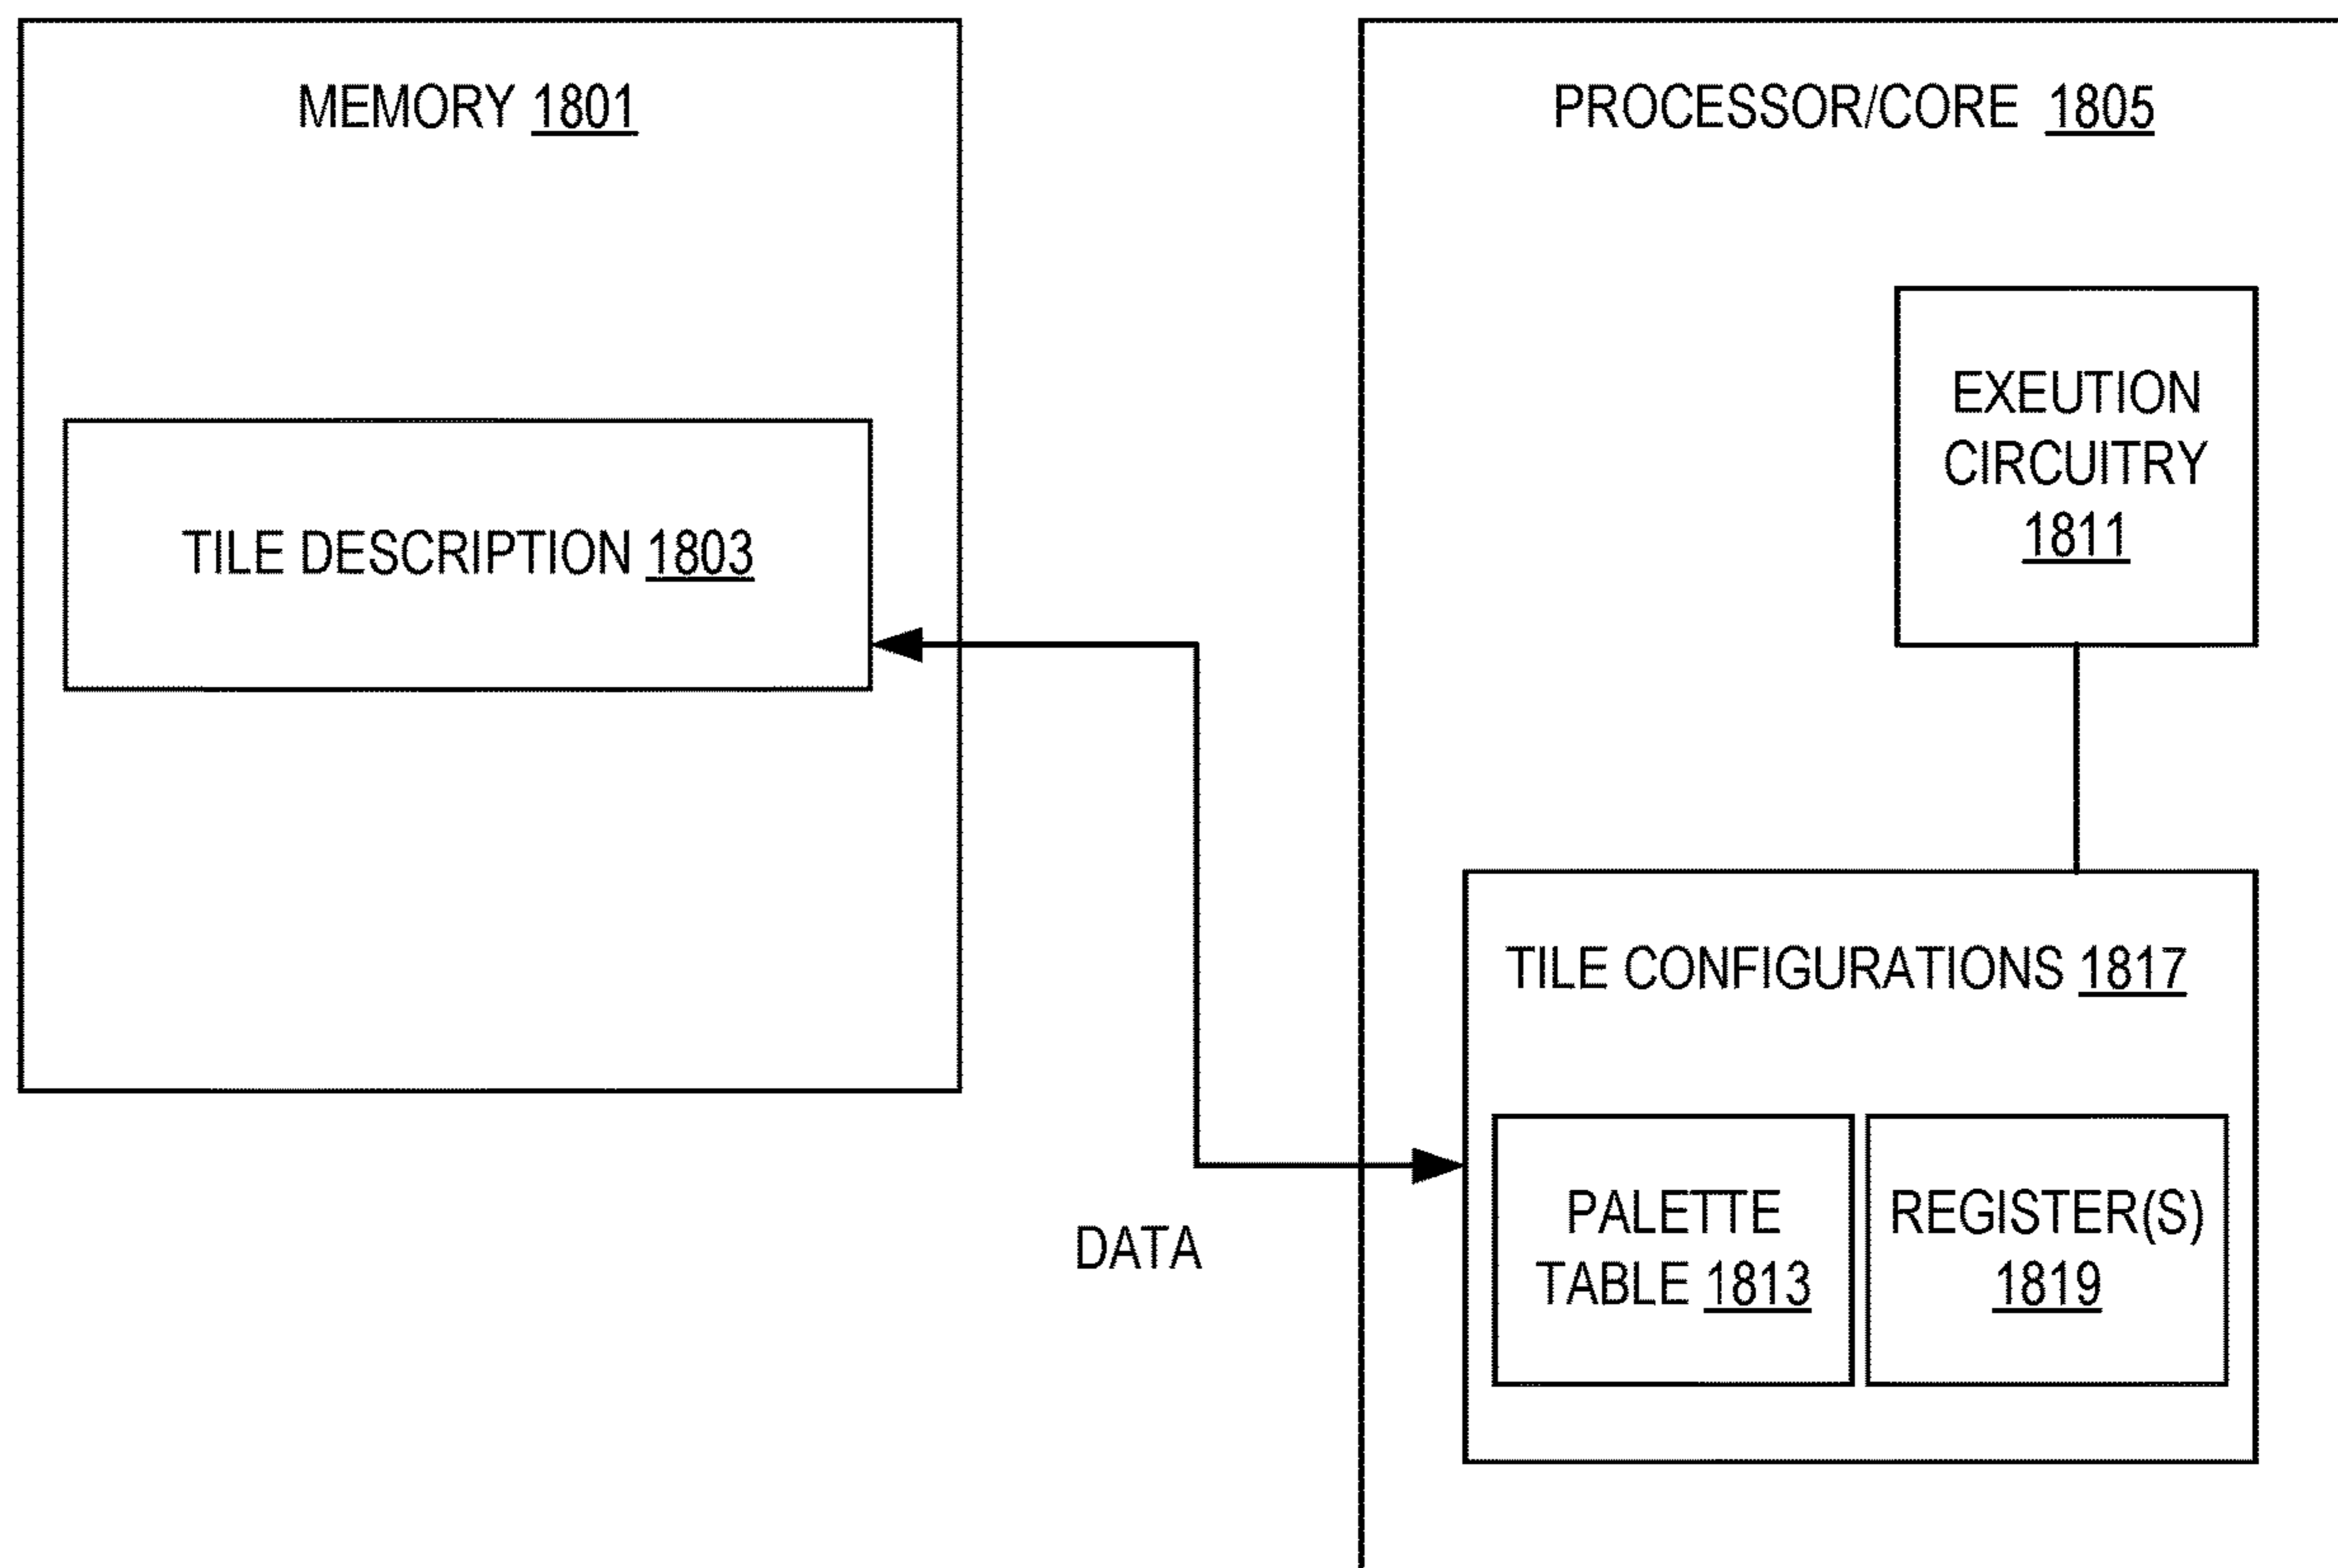 MEMORY 1801
TILE DESCRIPTION 1803
DATA
PROCESSOR/CORE 1805
EXEUTION
CIRCUITRY
1811
TILE CONFIGURATIONS 1817
PALETTE
TABLE 1813
REGISTER(S)
1819